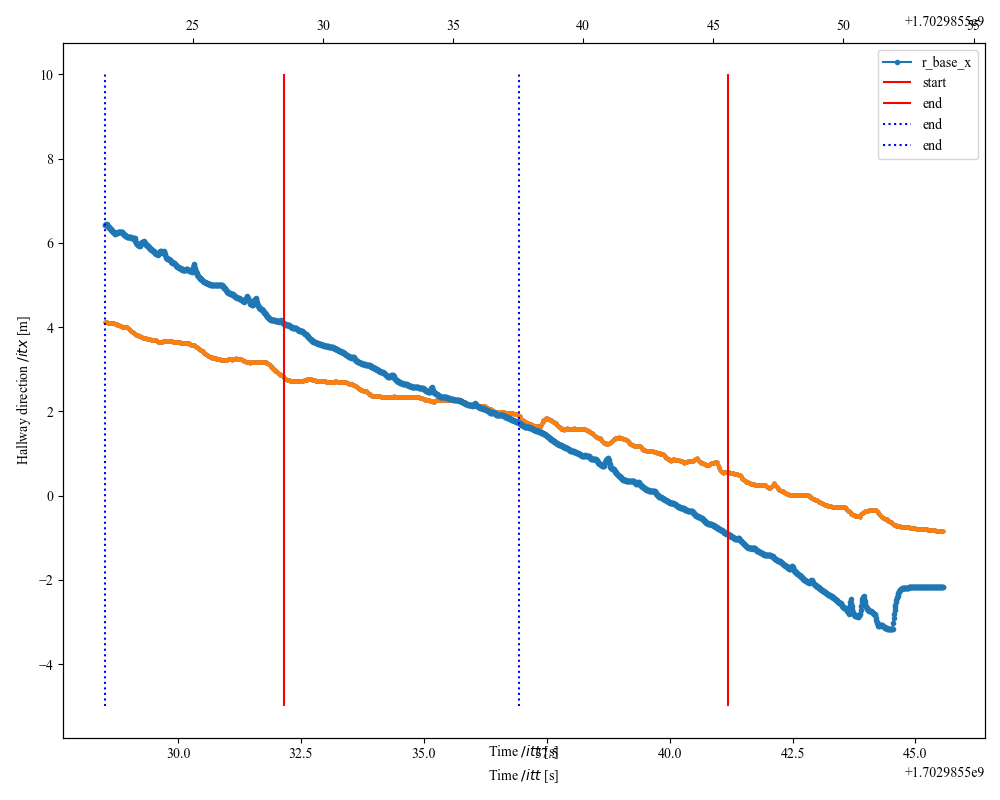 +1.7029855e9
25 30 35 40 45 50 55
r_base_x
start
end
end
end
10
8
6
4
2
0
−2
−4
Hallway direction /itx [m]
30.0 32.5 35.0 37.5 40.0 42.5 45.0
Time /itt [s]
Time /itt [s]
+1.7029855e9